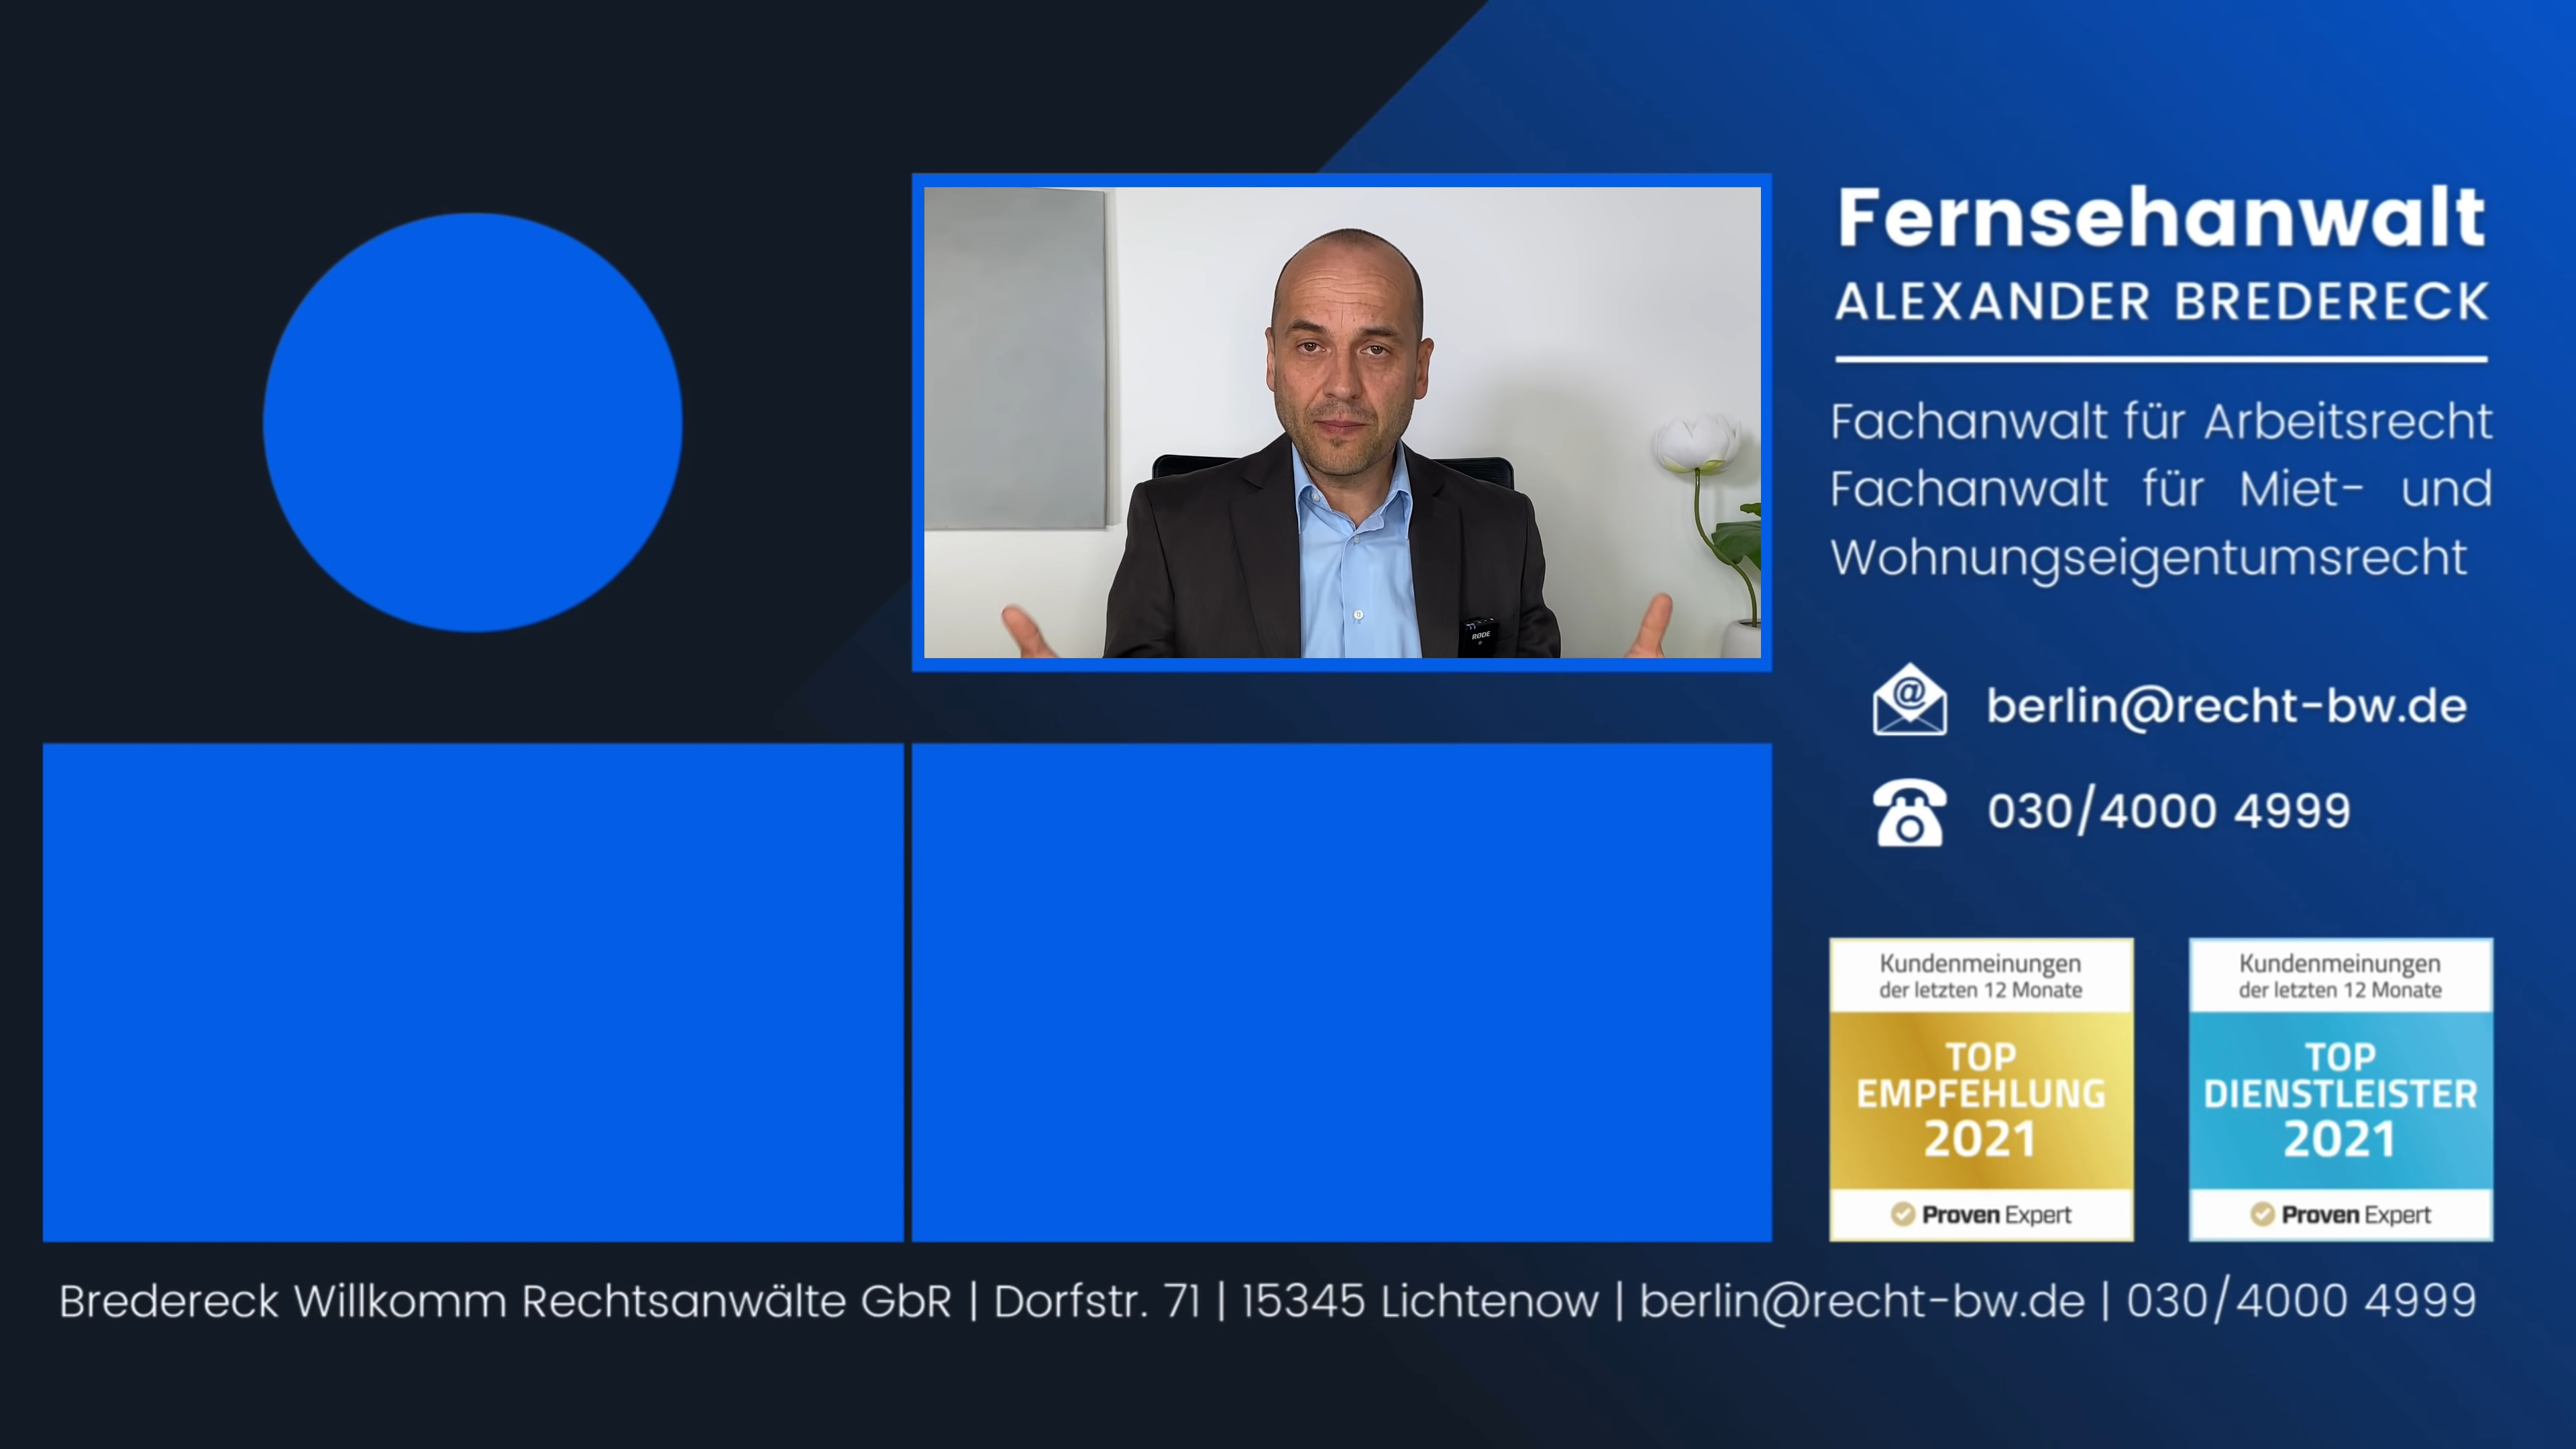 Fernsehanwalt
ALEXANDER BREDERECK
Fachanwalt für Arbeitsrecht
Fachanwalt für Miet- und
Wohnungseigentumsrecht
RØDE
@
berlin@recht-bw.de
030/4000 4999
Kundenmeinungen
der letzten 12 Monate
TOP
EMPFEHLUNG
2021
Proven Expert
Kundenmeinungen
der letzten 12 Monate
TOP
DIENSTLEISTER
2021
Proven Expert
Bredereck Willkomm Rechtsanwälte GbR | Dorfstr. 71 | 15345 Lichtenow | berlin@recht-bw.de | 030/4000 4999